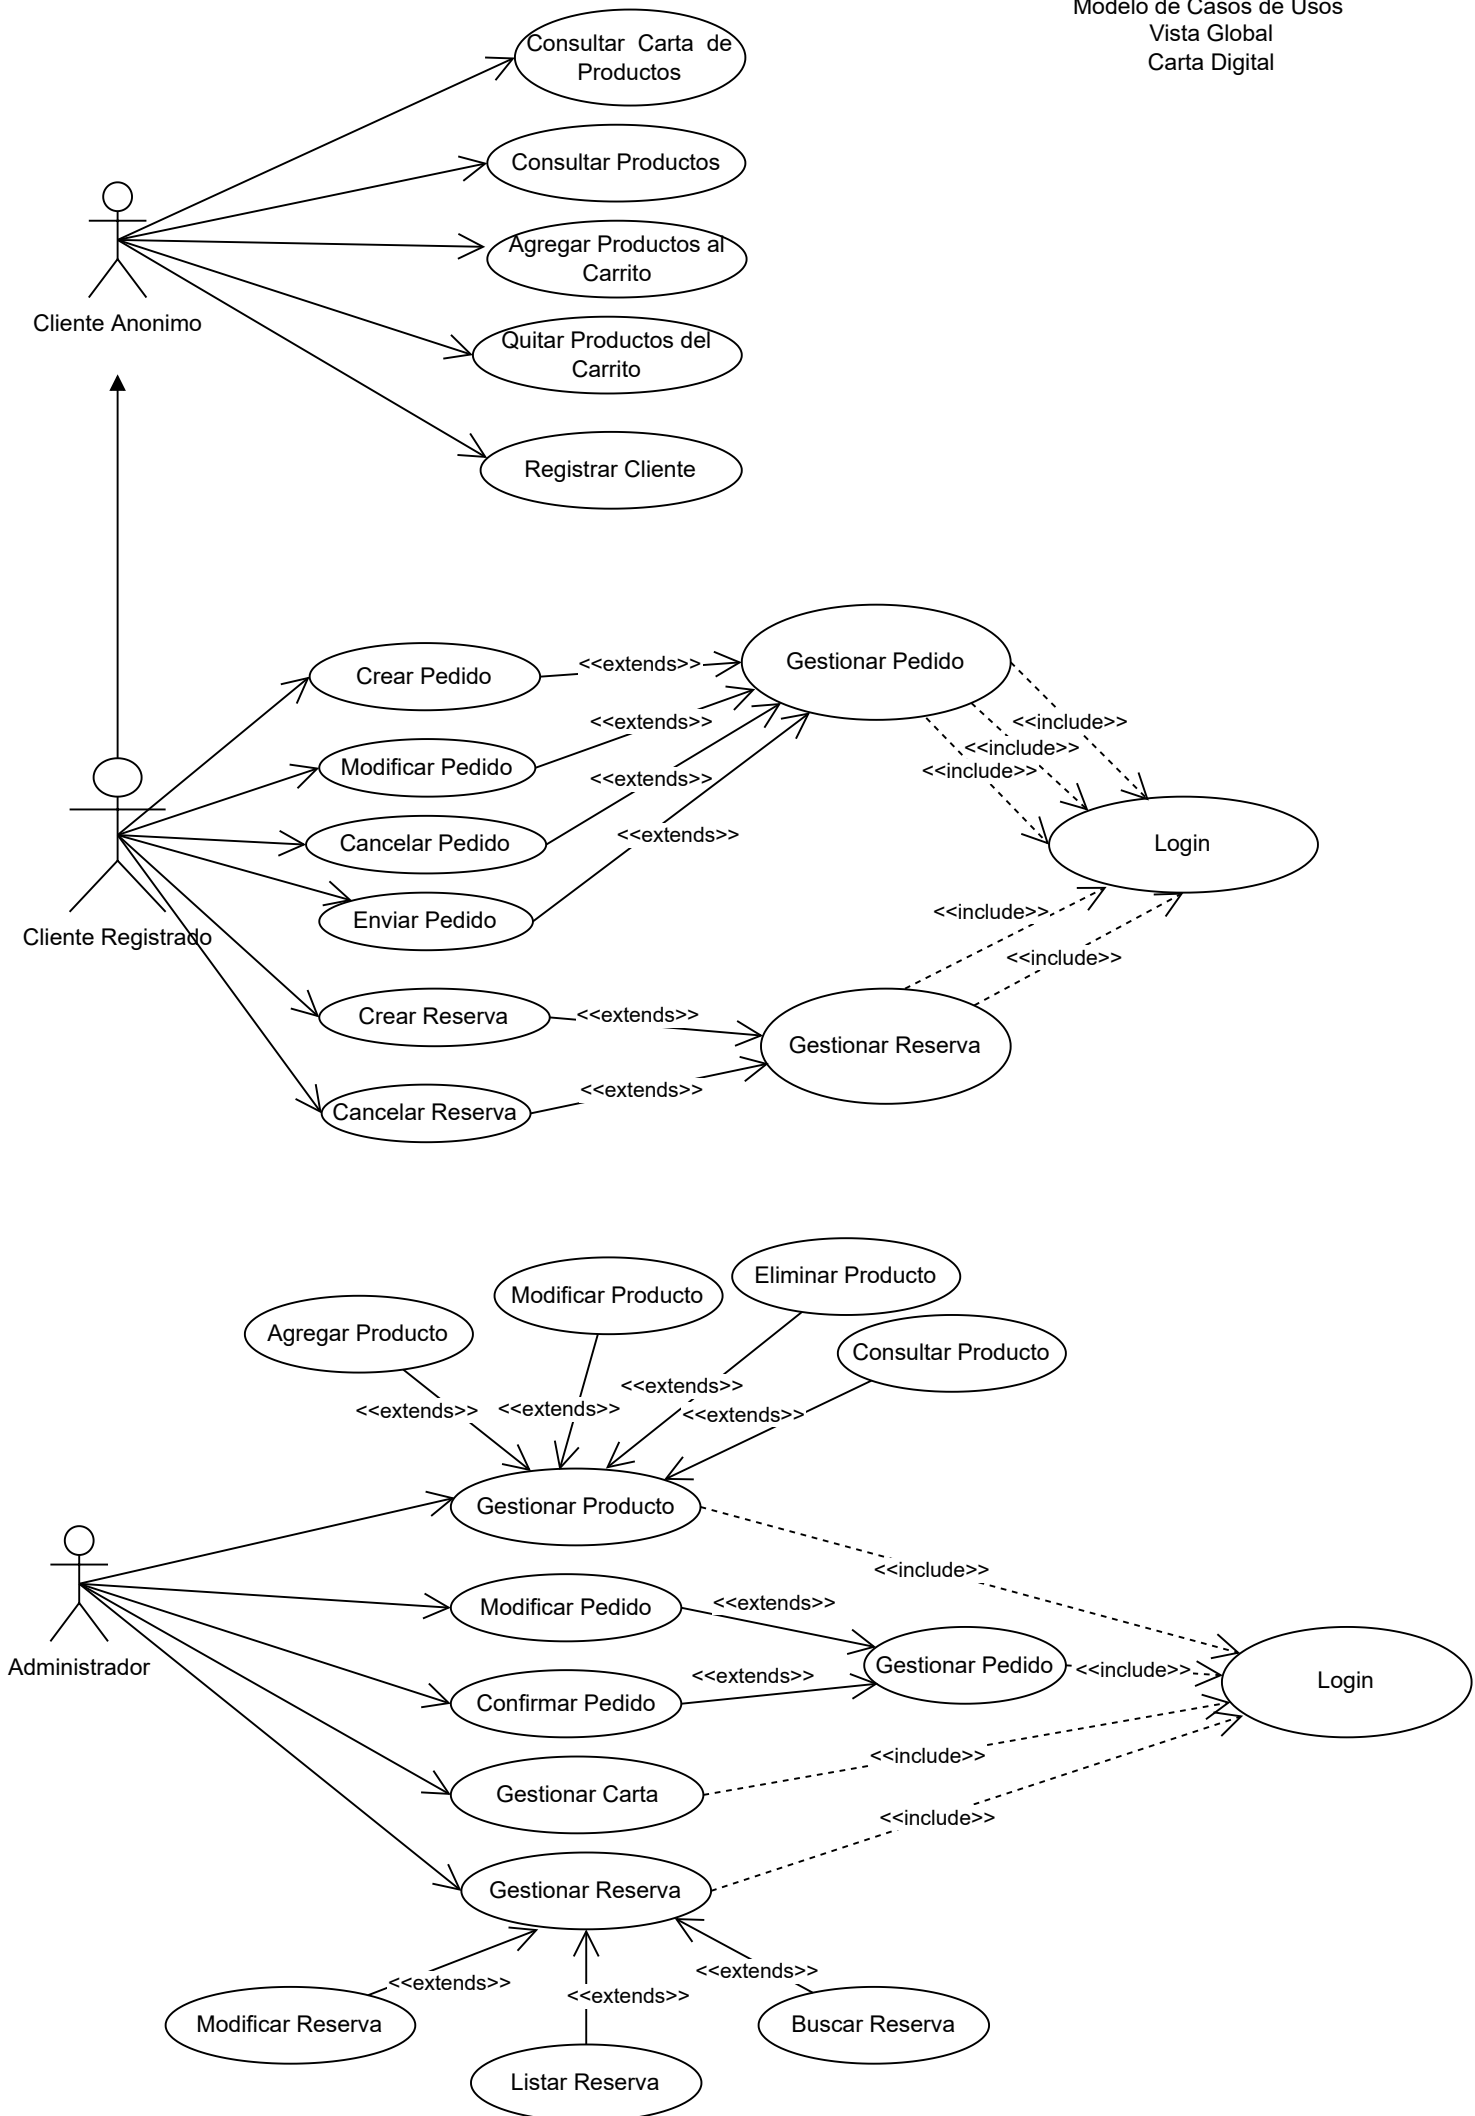 Modelo de Casos de Usos
Vista Global
Carta Digital
Consultar Carta de
Productos
Consultar Productos
Agregar Productos al
Carrito
Cliente Anonimo
Quitar Productos del
Carrito
Registrar Cliente
Crear Pedido
<<extends>>
Gestionar Pedido
Modificar Pedido
<<extends>>
<<include>>
<<include>>
<<include>>
Cancelar Pedido
<<extends>>
<<extends>>
Login
Enviar Pedido
Cliente Registrado
<<include>>
<<include>>
Crear Reserva
<<extends>>
Gestionar Reserva
Cancelar Reserva
<<extends>>
Agregar Producto
Modificar Producto
Eliminar Producto
Consultar Producto
<<extends>>
<<extends>>
<<extends>>
<<extends>>
Gestionar Producto
<<include>>
Administrador
Modificar Pedido
<<extends>>
Confirmar Pedido
<<extends>>
Gestionar Pedido
<<include>>
Login
Gestionar Carta
<<include>>
<<include>>
Gestionar Reserva
<<extends>>
<<extends>>
<<extends>>
Modificar Reserva
Listar Reserva
Buscar Reserva